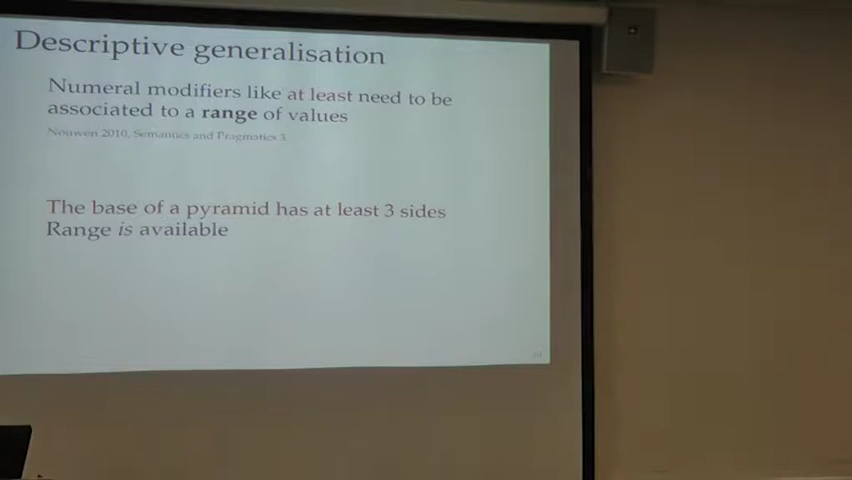 Descriptive generalisation
Numeral modifiers like at least need to be
associated to a range of values
Nouwen 2010, Semantics and Pragmatics 3
The base of a pyramid has at least 3 sides
Range is available